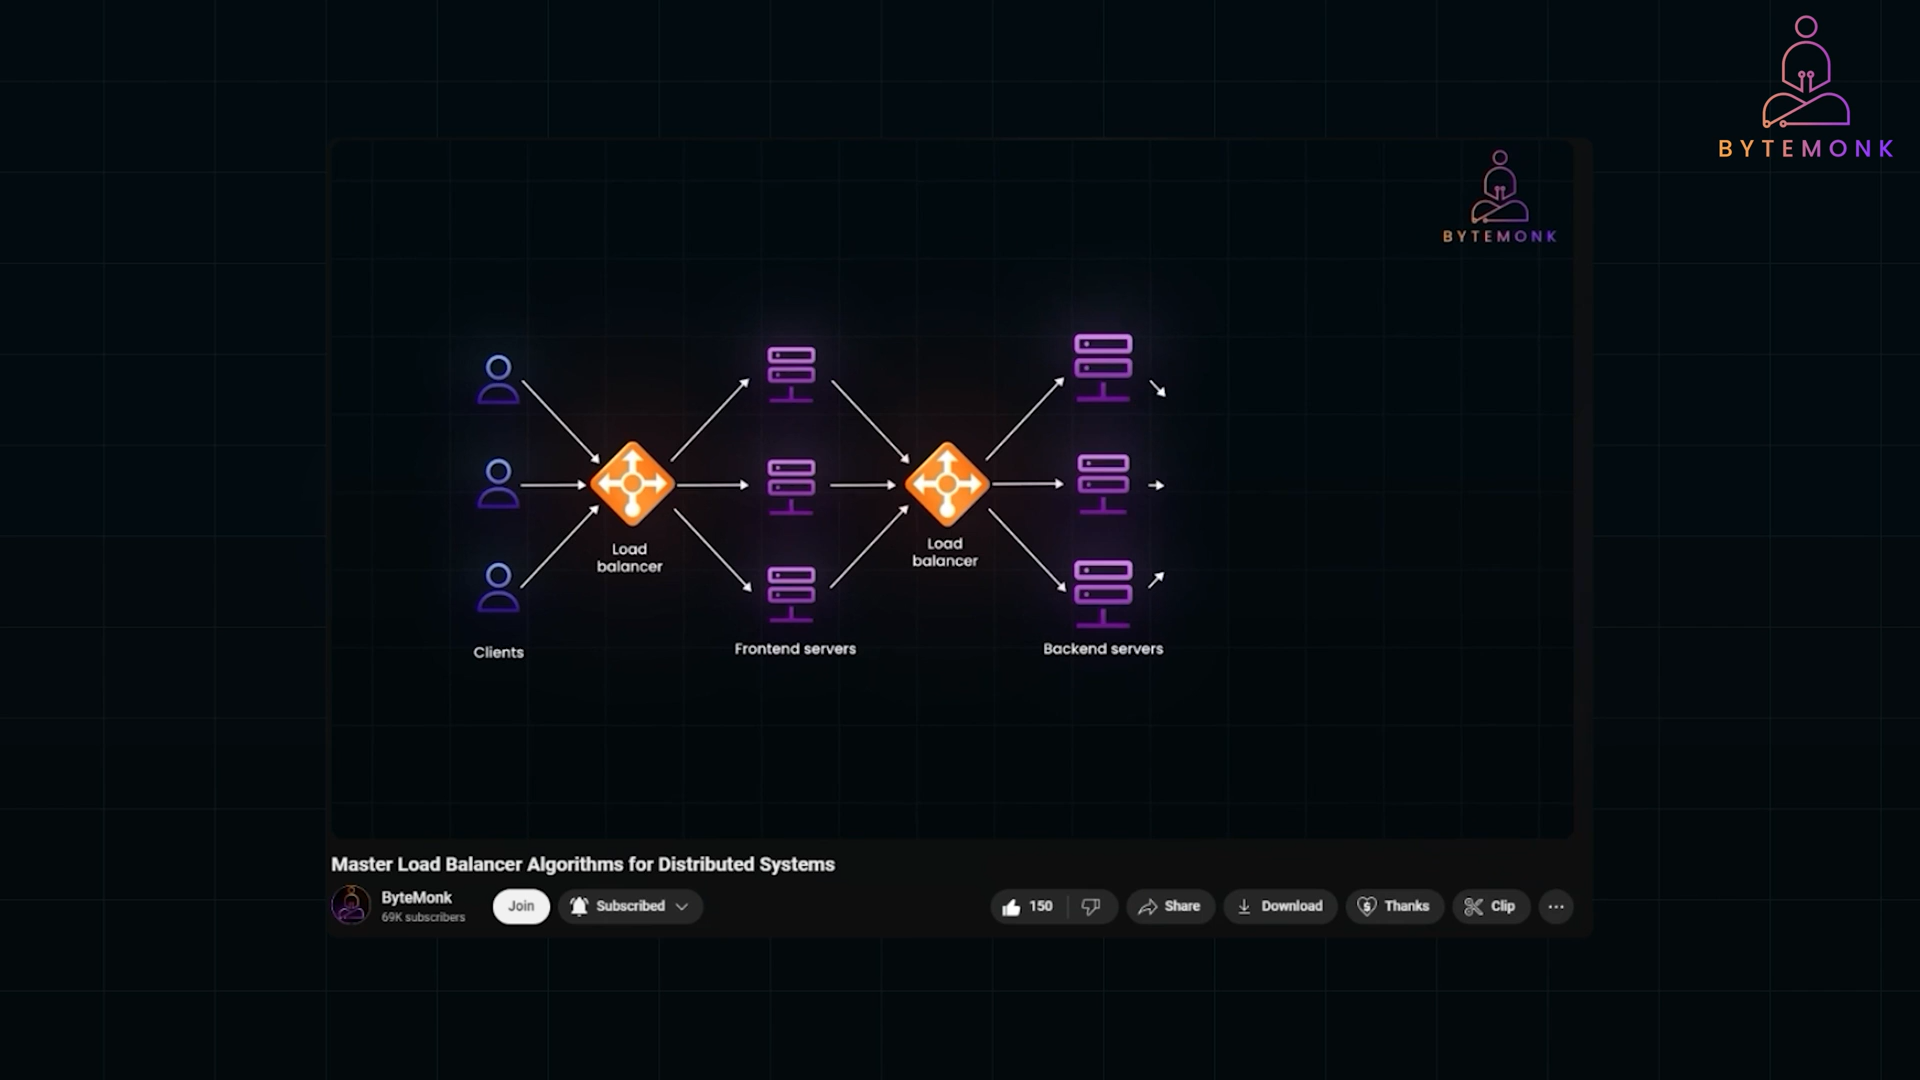 BYTEMONK
BYTEMONK
Load
balancer
Load
balancer
Clients
Frontend servers
Backend servers
Master Load Balancer Algorithms for Distributed Systems
ByteMonk
69K subscribers
Join
Subscribed
150
Share
Download
Thanks
Clip